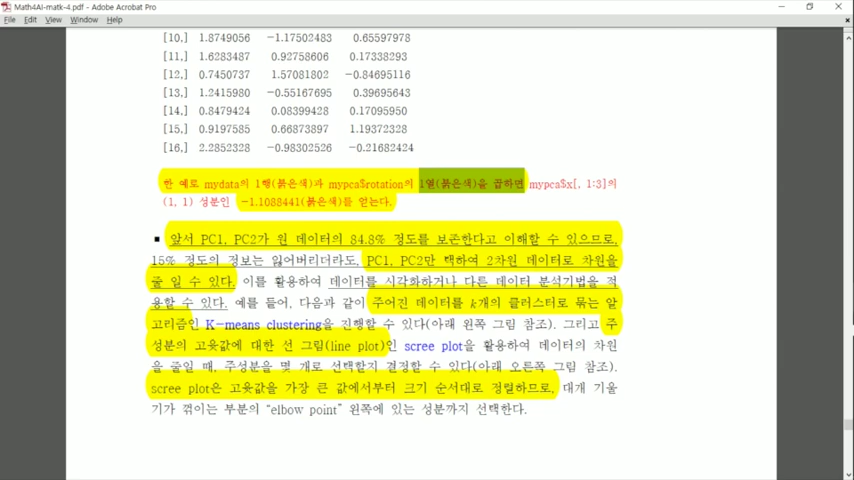 Math4AI-matk-4.pdf - Adobe Acrobat Pro
File Edit View Window Help
[10,] 1.8749056 −1.17502483 0.65597978
[11,] 1.6283487 0.92758606 0.17338293
[12,] 0.7450737 1.57081802 −0.84695116
[13,] 1.2415980 −0.55167695 0.39695643
[14,] 0.8479424 0.08399428 0.17095950
[15,] 0.9197585 0.66873897 1.19372328
[16,] 2.2852328 −0.98302526 −0.21682424
한 예로 mydata의 1행(붉은색)과 mypca$rotation의 1열(붉은색)을 곱하면 mypca$x[, 1:3]의
(1, 1) 성분인 −1.1088441(붉은색)를 얻는다.
▪ 앞서 PC1, PC2가 원 데이터의 84.8% 정도를 보존한다고 이해할 수 있으므로,
15% 정도의 정보는 잃어버리더라도, PC1, PC2만 택하여 2차원 데이터로 차원을
줄 일 수 있다. 이를 활용하여 데이터를 시각화하거나 다른 데이터 분석기법을 적
용할 수 있다. 예를 들어, 다음과 같이 주어진 데이터를 k개의 클러스터로 묶는 알
고리즘인 K-means clustering을 진행할 수 있다(아래 왼쪽 그림 참조). 그리고 주
성분의 고윳값에 대한 선 그림(line plot)인 scree plot을 활용하여 데이터의 차원
을 줄일 때, 주성분을 몇 개로 선택할지 결정할 수 있다(아래 오른쪽 그림 참조).
scree plot은 고윳값을 가장 큰 값에서부터 크기 순서대로 정렬하므로, 대개 기울
기가 꺾이는 부분의 “elbow point” 왼쪽에 있는 성분까지 선택한다.